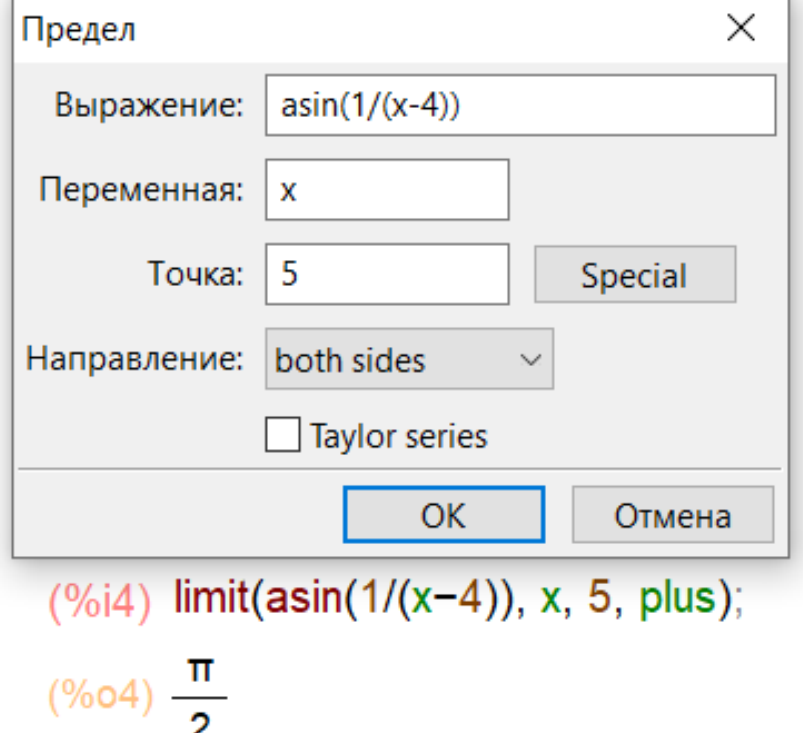 Предел
Выражение: asin(1/(x-4))
Переменная: x
Точка: 5 Special
Направление: both sides
Taylor series
OK Отмена
(%i4) limit(asin(1/(x−4)), x, 5, plus);
(%o4) π
2